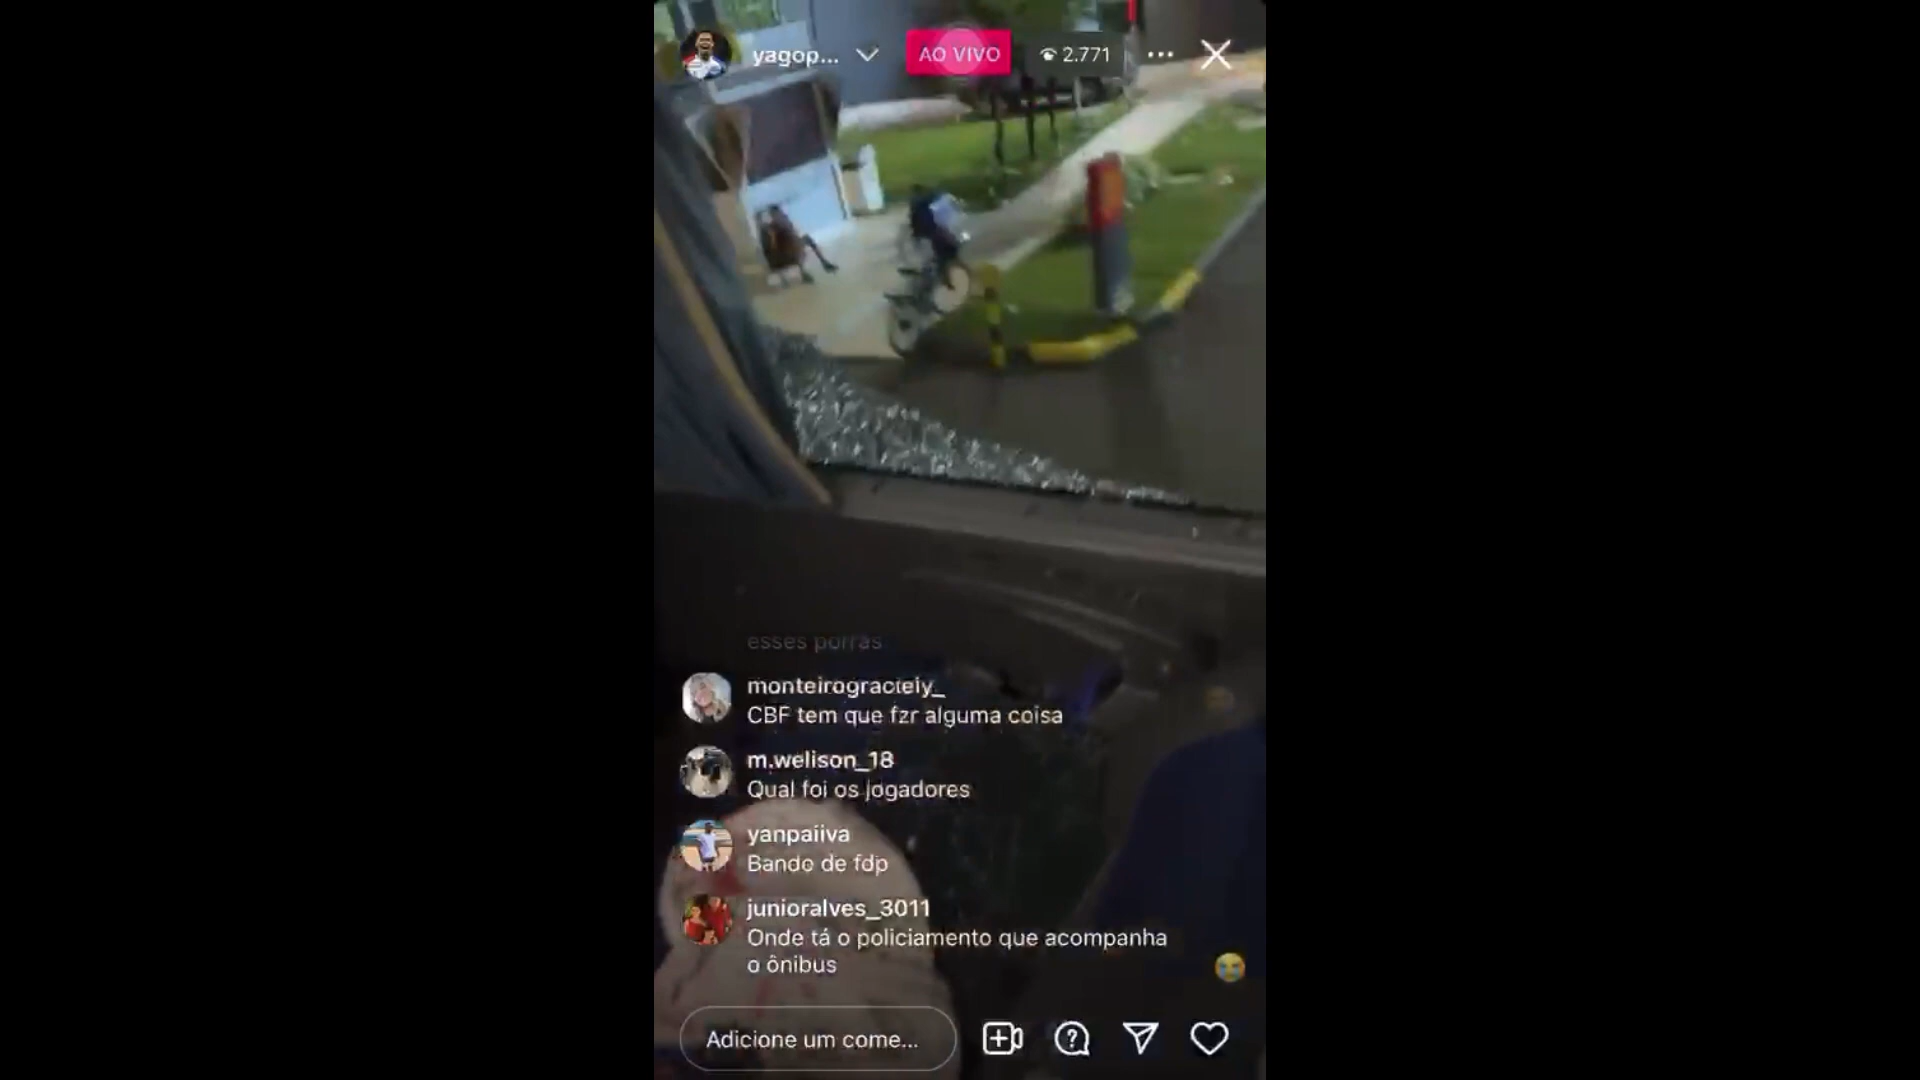 yagop...
AO VIVO
2.771
esses porras
monteirograciely_
CBF tem que fzr alguma coisa
m.welison_18
Qual foi os jogadores
yanpaiiva
Bando de fdp
junioralves_3011
Onde tá o policiamento que acompanha
o ônibus
Adicione um come...